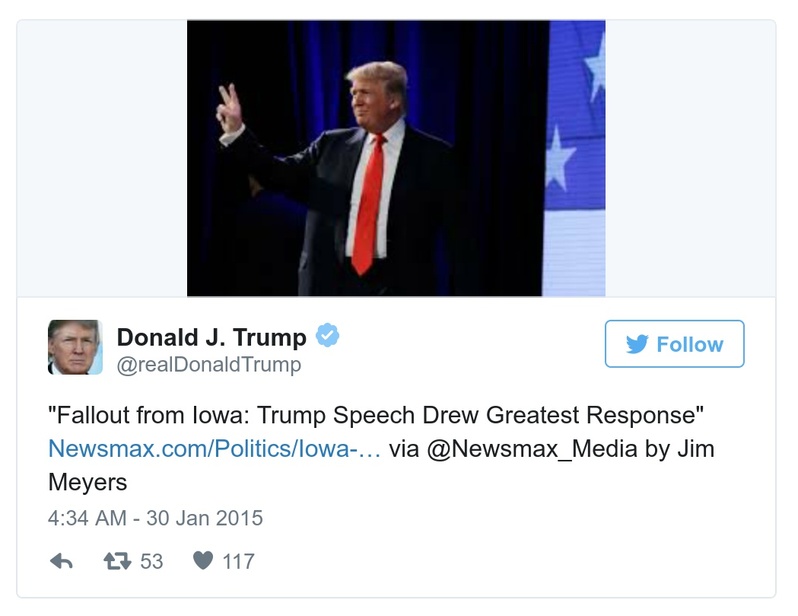 Donald J. Trump
@realDonaldTrump
Follow
"Fallout from Iowa: Trump Speech Drew Greatest Response"
Newsmax.com/Politics/Iowa-… via @Newsmax_Media by Jim
Meyers
4:34 AM - 30 Jan 2015
53 117